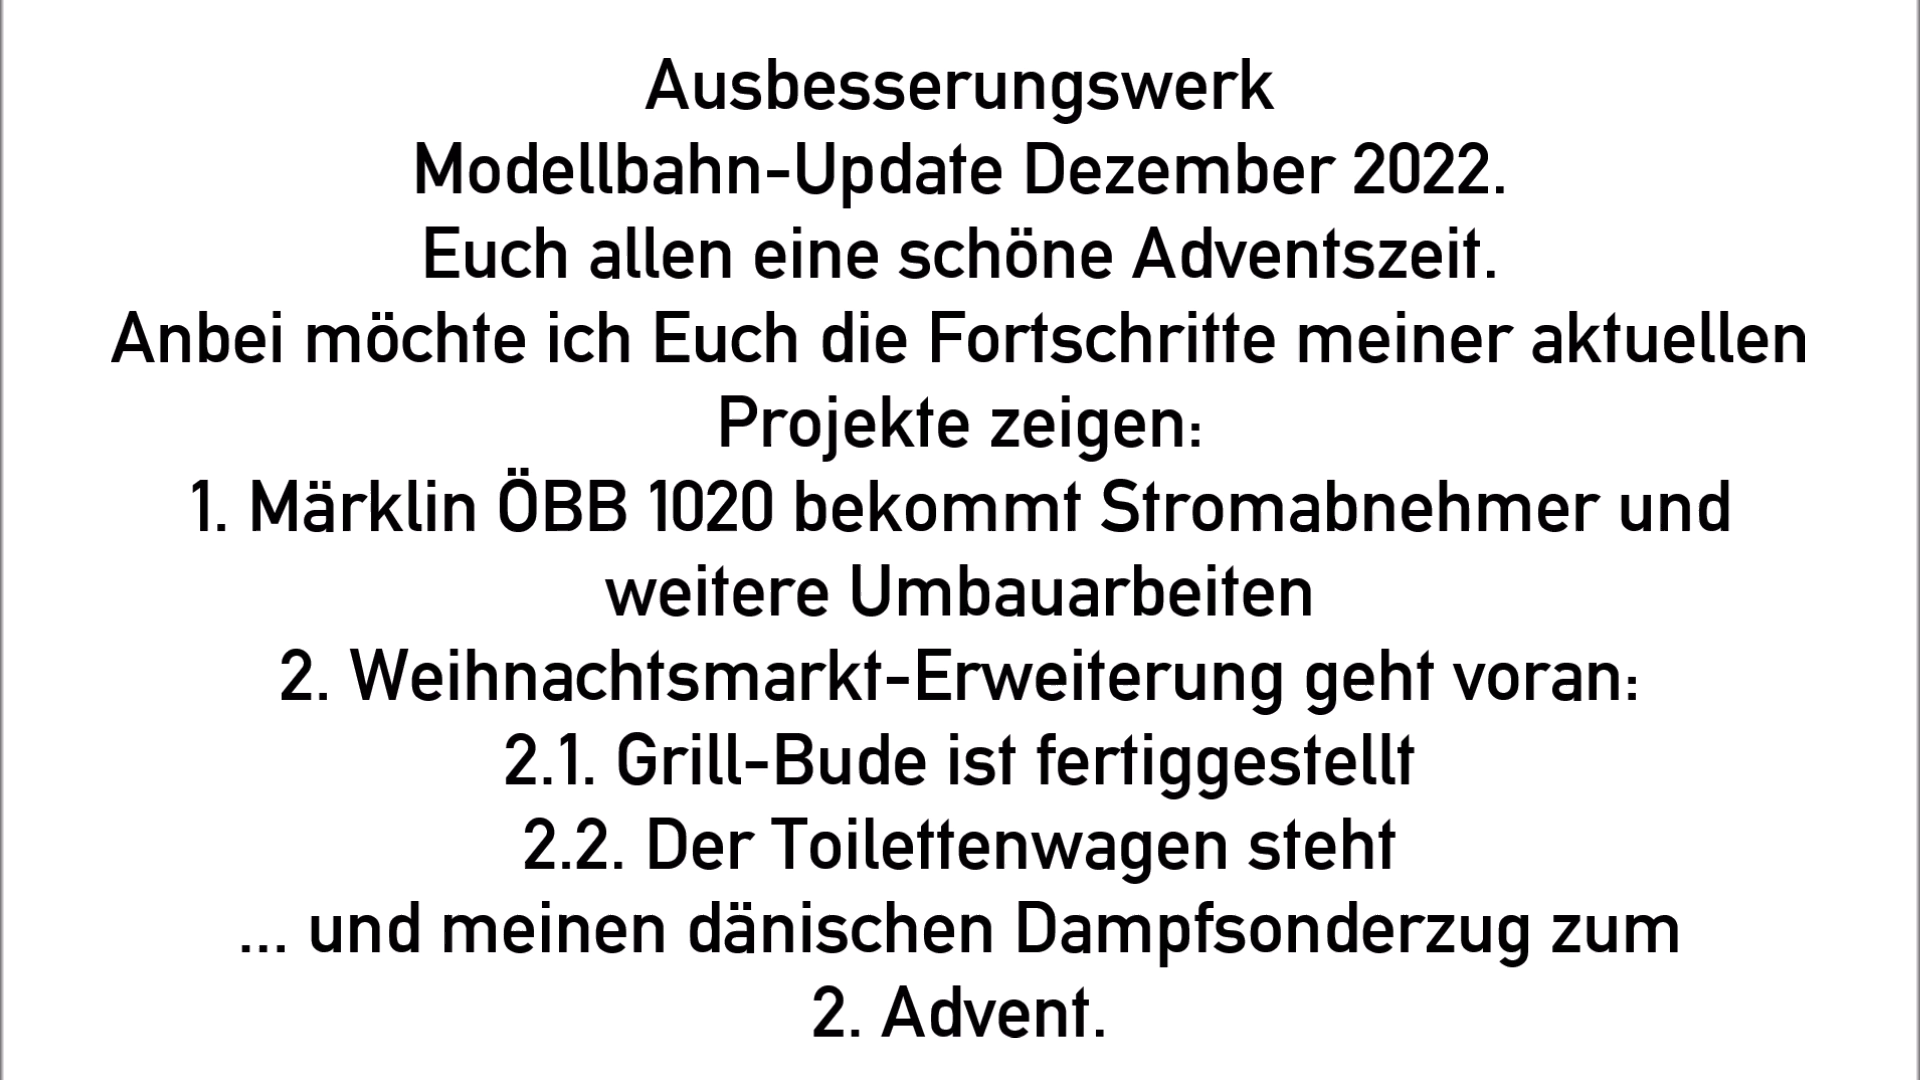 Ausbesserungswerk
Modellbahn-Update Dezember 2022.
Euch allen eine schöne Adventszeit.
Anbei möchte ich Euch die Fortschritte meiner aktuellen
Projekte zeigen:
1. Märklin ÖBB 1020 bekommt Stromabnehmer und
weitere Umbauarbeiten
2. Weihnachtsmarkt-Erweiterung geht voran:
2.1. Grill-Bude ist fertiggestellt
2.2. Der Toilettenwagen steht
... und meinen dänischen Dampfsonderzug zum
2. Advent.